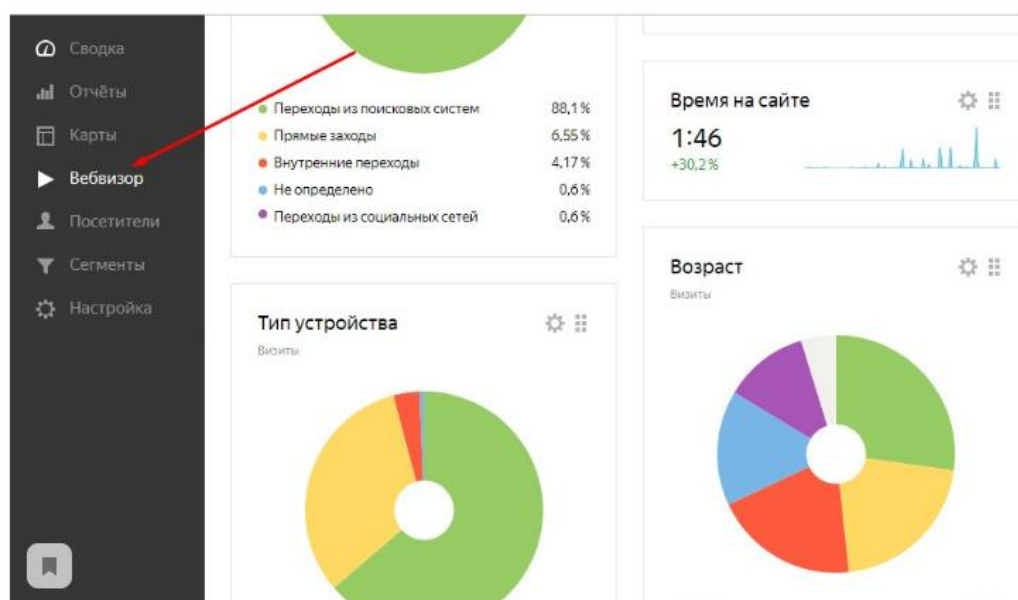 Сводка
Отчёты
Карты
Вебвизор
Посетители
Сегменты
Настройка
Переходы из поисковых систем 88,1%
Прямые заходы 6,55%
Внутренние переходы 4.17%
Не определено 0,6%
Переходы из социальных сетей 0,6%
Тип устройства
Визиты
Время на сайте
1:46
+30,2%
Возраст
Визиты